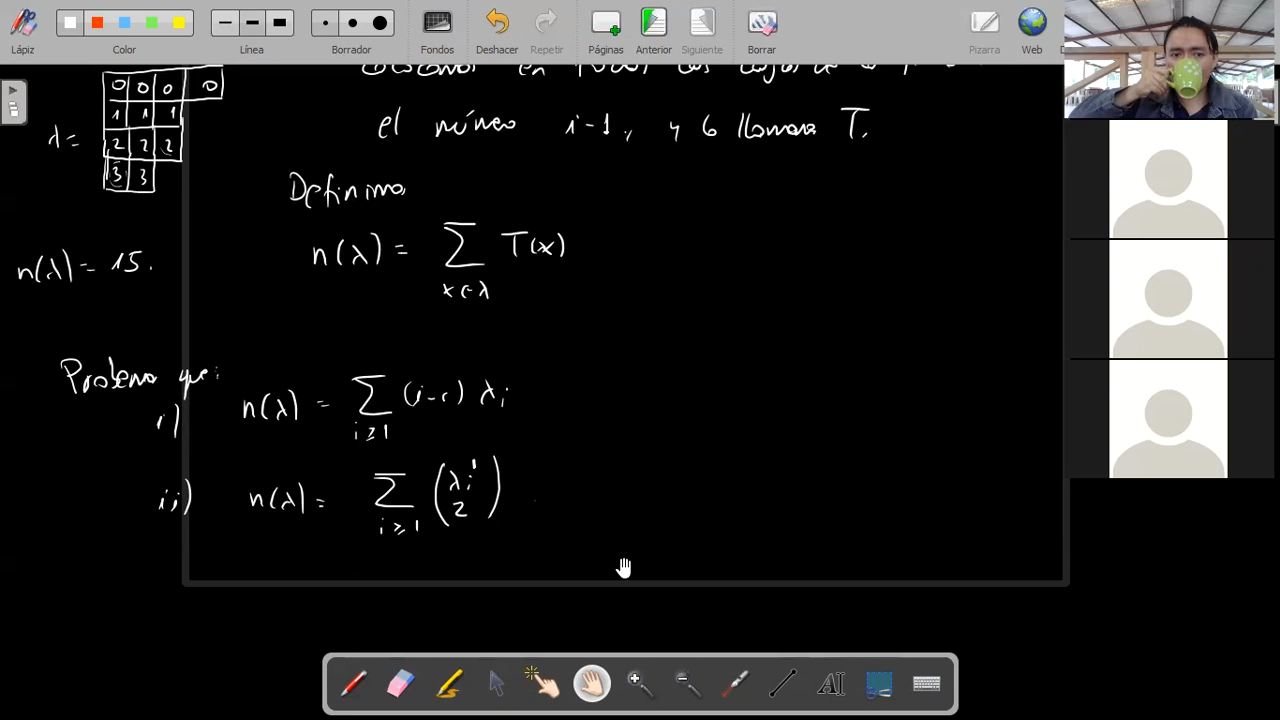 Lápiz Color Línea Borrador Fondos Deshacer Repetir Páginas Anterior Siguiente Borrar Pizarra Web
en
0 0 0 0
1 1 1
λ= 2 2 2
3 3
el número i-1, y lo llamamos T.
Definimos
n(λ) = ∑ T(x)
x∈λ
n(λ) = 15.
que:
i) n(λ) = ∑ (i-1) λi
i≥1
ii) n(λ) = ∑ (λi' 2)
i≥1
AI